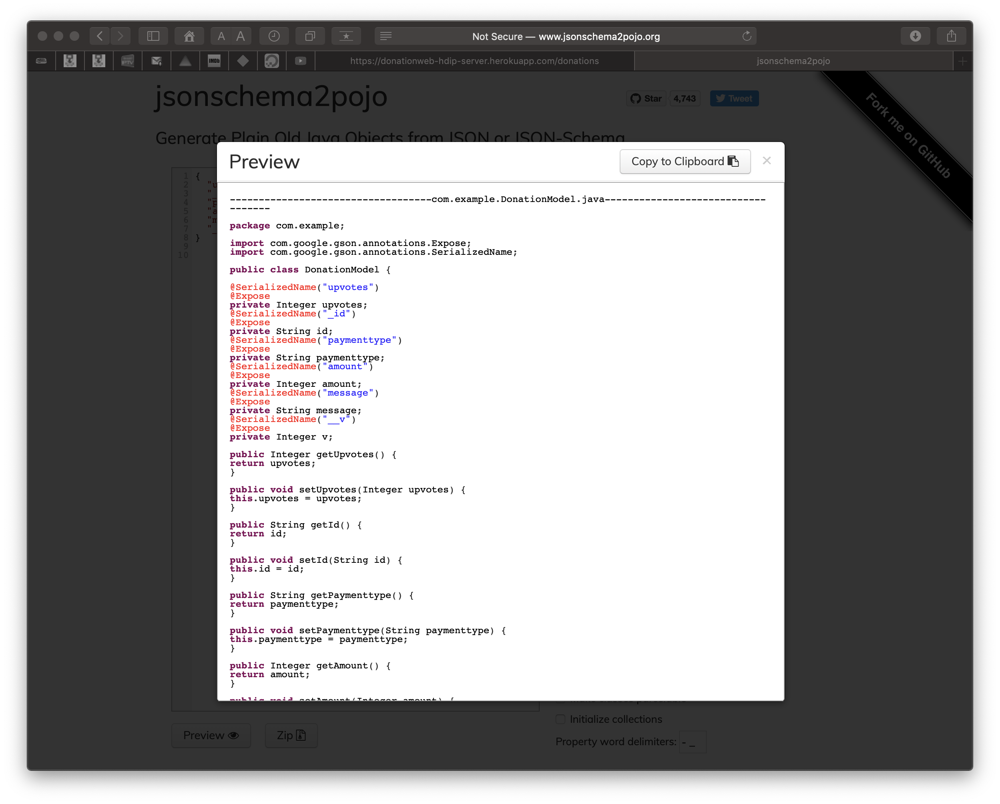 A A
Not Secure — www.jsonschema2pojo.org
IMDb
https://donationweb-hdip-server.herokuapp.com/donations
jsonschema2pojo
jsonschema2pojo
Star 4,743 Tweet
Fork me on GitHub
Generate Plain Old Java Objects from JSON or JSON-Schema
Preview
Copy to Clipboard
1 {
2 "u
3 "_
4 "p
5 "a
6 "m
7 "_
8 }
9
10
-----------------------------------com.example.DonationModel.java----------------------------
-------
package com.example;
import com.google.gson.annotations.Expose;
import com.google.gson.annotations.SerializedName;
public class DonationModel {
@SerializedName("upvotes")
@Expose
private Integer upvotes;
@SerializedName("_id")
@Expose
private String id;
@SerializedName("paymenttype")
@Expose
private String paymenttype;
@SerializedName("amount")
@Expose
private Integer amount;
@SerializedName("message")
@Expose
private String message;
@SerializedName("__v")
@Expose
private Integer v;
public Integer getUpvotes() {
return upvotes;
}
public void setUpvotes(Integer upvotes) {
this.upvotes = upvotes;
}
public String getId() {
return id;
}
public void setId(String id) {
this.id = id;
}
public String getPaymenttype() {
return paymenttype;
}
public void setPaymenttype(String paymenttype) {
this.paymenttype = paymenttype;
}
public Integer getAmount() {
return amount;
}
public void setAmount(Integer amount) {
Initialize collections
Preview
Zip
Property word delimiters: - _